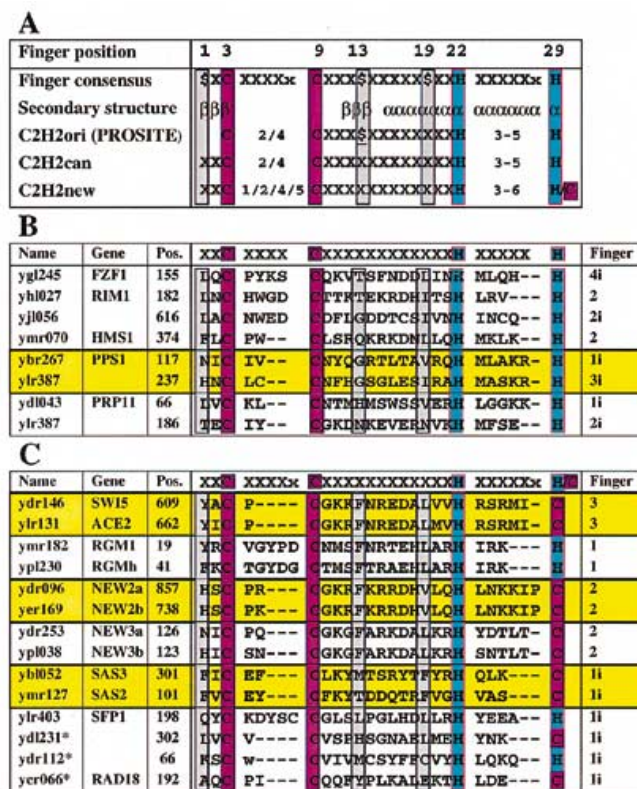 A
Finger position 1 3 9 13 19 22 29
Finger consensus $XC XXXXx CXXX$XXXXX$XXH XXXXXx H
Secondary structure βββ βββ ααααααα αααααα α
C2H2ori (PROSITE) C 2/4 CXXX$XXXXXXXXH 3-5 H
C2H2can XXC 2/4 CXXXXXXXXXXXXH 3-5 H
C2H2new XXC 1/2/4/5 CXXXXXXXXXXXXH 3-6 H/C
B
Name Gene Pos. XXC XXXX CXXXXXXXXXXXXH XXXXX H Finger
ygl245 FZF1 155 LQC PYKS CQKVTSFNDDLINH MLQH-- H 4i
yhl027 RIM1 182 LNC HWGD CTTKTEKRDHITSH LRV--- H 2
yjl056 616 LAC NWED CDFLGDDTCSIVNH INCQ-- H 2i
ymr070 HMS1 374 FLC PW-- CLSRQKRKDNLLQH MKLK-- H 2
ybr267 PPS1 117 NIC IV-- CNYQGRTLTAVRQH MLAKR- H 1i
ylr387 237 HNC LC-- CNFHGSGLESIRAH MASKR- H 3i
ydl043 PRP11 66 LVC KL-- CNTMHMSWSSVERH LGGKK- H 1i
ylr387 186 TEC IY-- CGKDNKEVERNVKH MFSE-- H 2i
C
Name Gene Pos. XXC XXXXx CXXXXXXXXXXXXH XXXXXx H/C Finger
ydr146 SWI5 609 YAC P---- CGKKFNREDALVVH RSRMI- C 3
ylr131 ACE2 662 YIC P---- CGKKFNREDALMVH RSRMI- C 3
ymr182 RGM1 19 YRC VGYPD CNMSFNRTEHLARH IRK--- H 1
ypl230 RGMh 41 FKC TGYDG CTMSFTRAEHLARH IRK--- H 1
ydr096 NEW2a 857 HSC PR--- CGKRFKRRDHVLQH LNKKIP C 2
yer169 NEW2b 738 HSC PK--- CGKRFKRRDHVLQH LNKKIP C 2
ydr253 NEW3a 126 NIC PQ--- CGKGFARKDALKRH YDTLT- C 2
ypl038 NEW3b 123 HIC SN--- CGKGFARKDALKRH YDTLT- C 2
ybl052 SAS3 301 FIC EF--- CLKYMTSRYTFYRH QLK--- C 1i
ymr127 SAS2 101 FVC EY--- CFKYTDDQTRFVGH VAS--- C 1i
ylr403 SFP1 198 QYC KDYSC CGLSLPGLHDLLRH YEEA-- H 1i
ydl231* 302 LVC V---- CVSPHSGNAELMEH YNK--- C 1i
ydr112* 66 KSC w---- CVIVMCSYFFCVYH LQKQ-- H 1i
yer066* RAD18 192 AQC PI--- CQQFYPLKALEKTH LDE--- C 1i